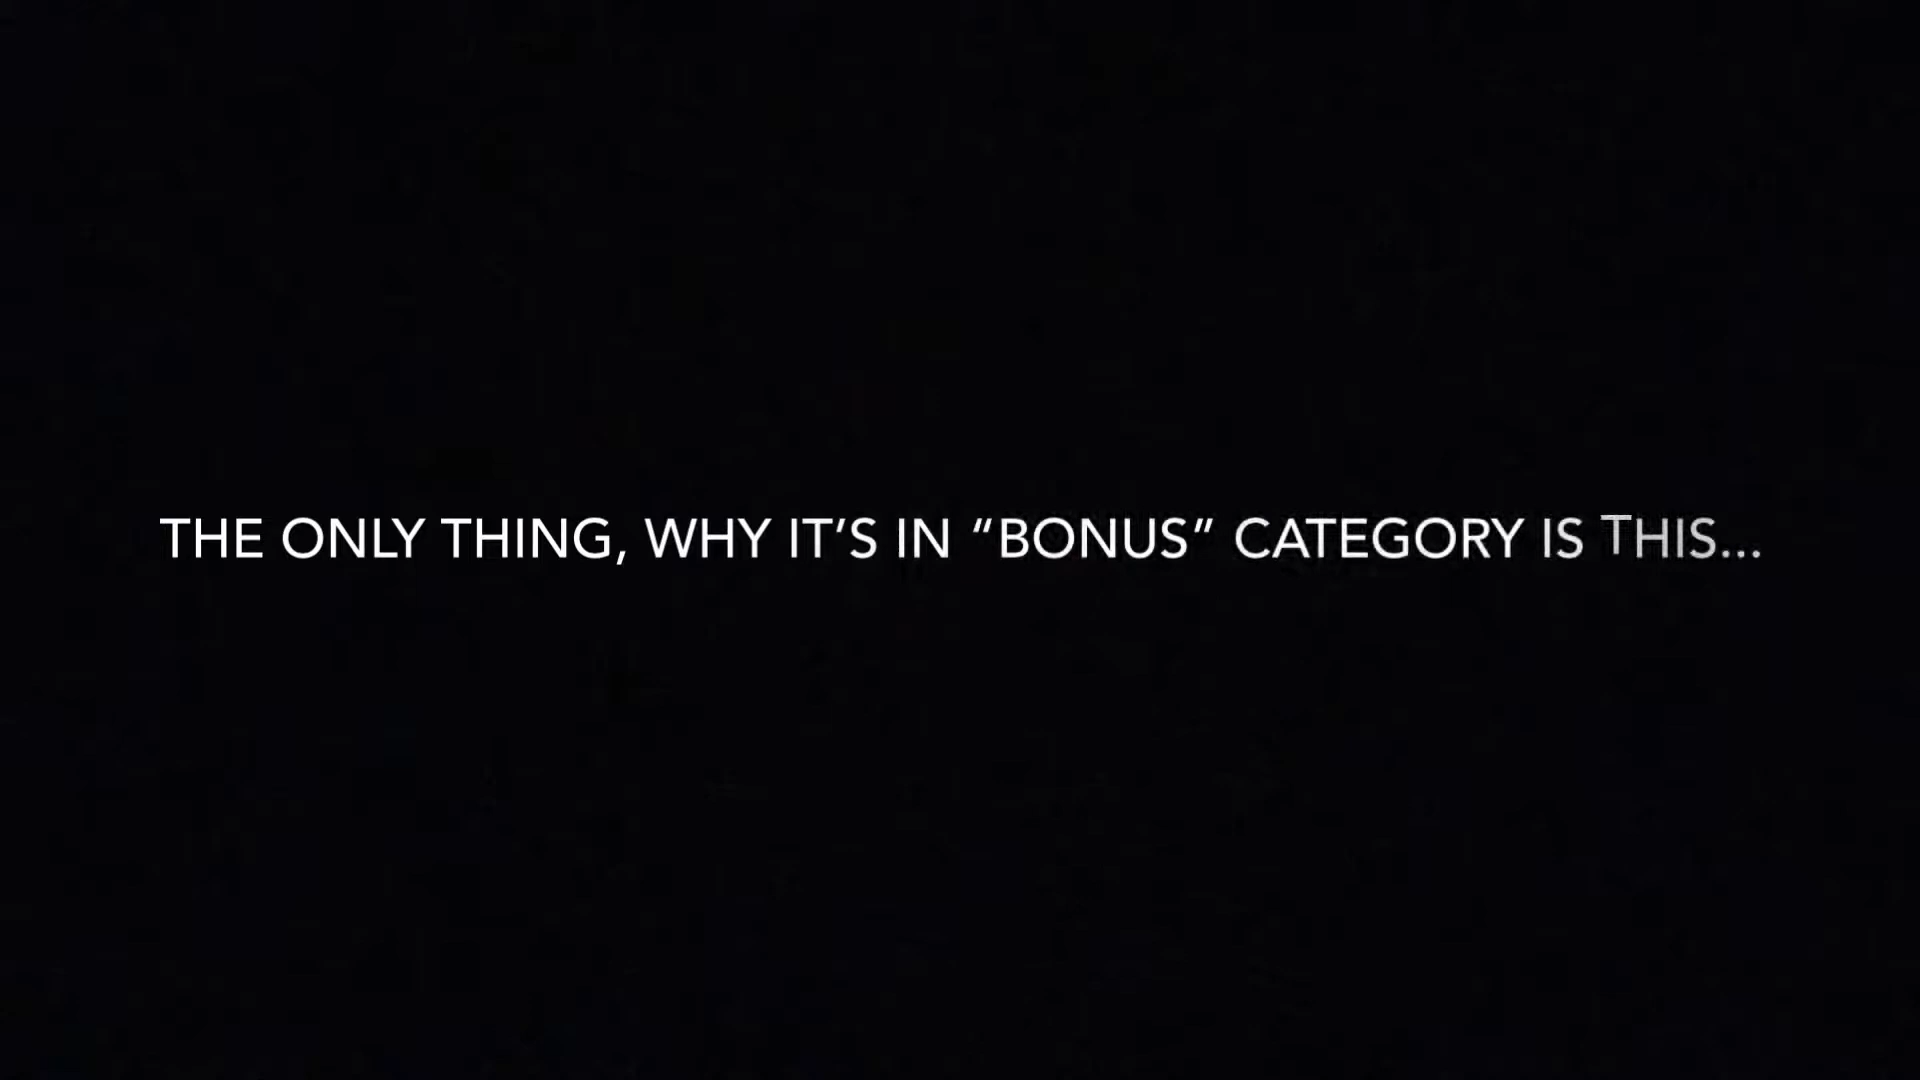 THE ONLY THING, WHY IT’S IN “BONUS” CATEGORY IS THIS...